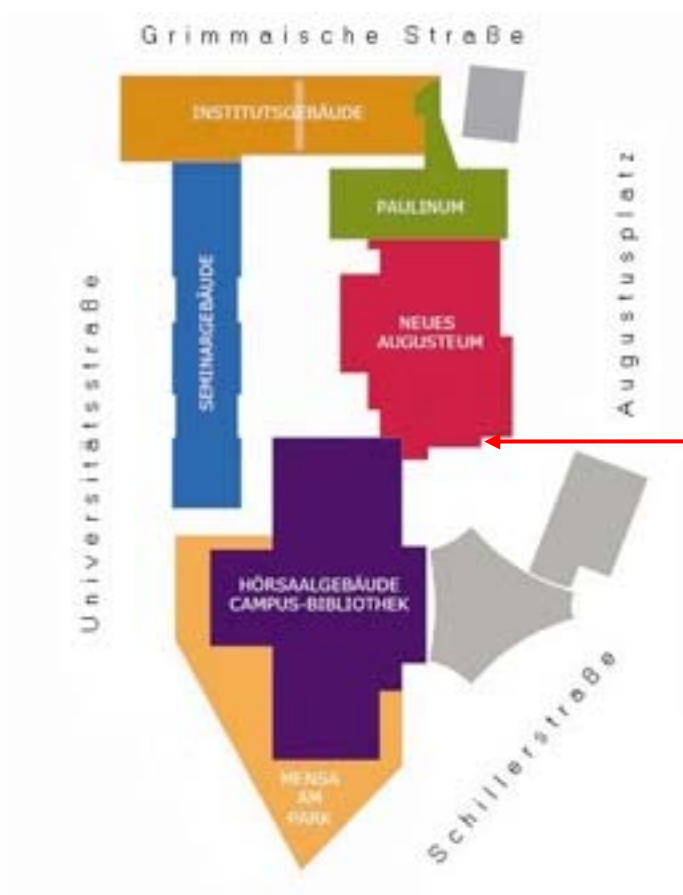 Grimmaische Straße
INSTITUTSGEBÄUDE
Augustusplatz
PAULINUM
SEMINARGEBÄUDE
NEUES
AUGUSTEUM
Universitätsstraße
HÖRSAALGEBÄUDE
CAMPUS-BIBLIOTHEK
Schillerstraße
MENSA
AM
PARK